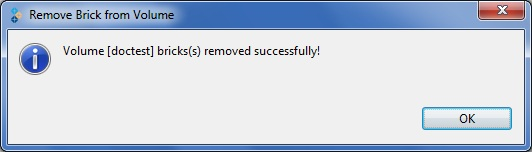 Remove Brick from Volume
Volume [doctest] bricks(s) removed successfully!
OK